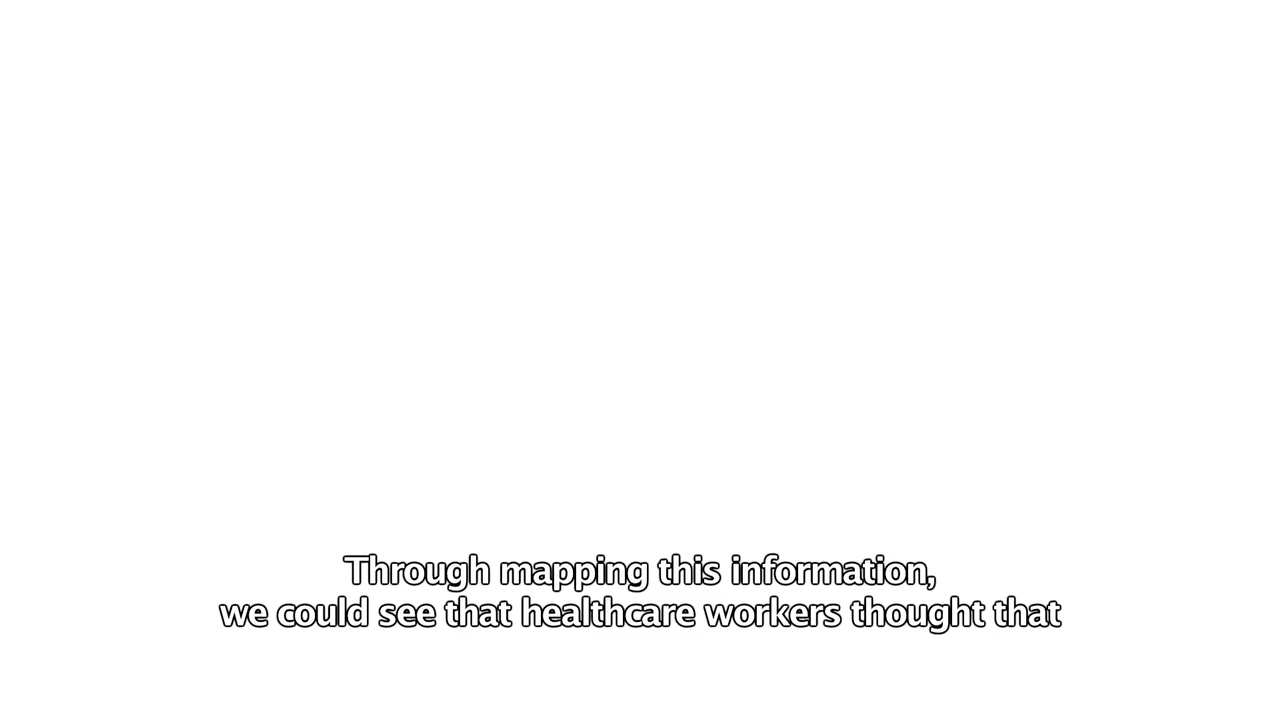 Through mapping this information,
we could see that healthcare workers thought that